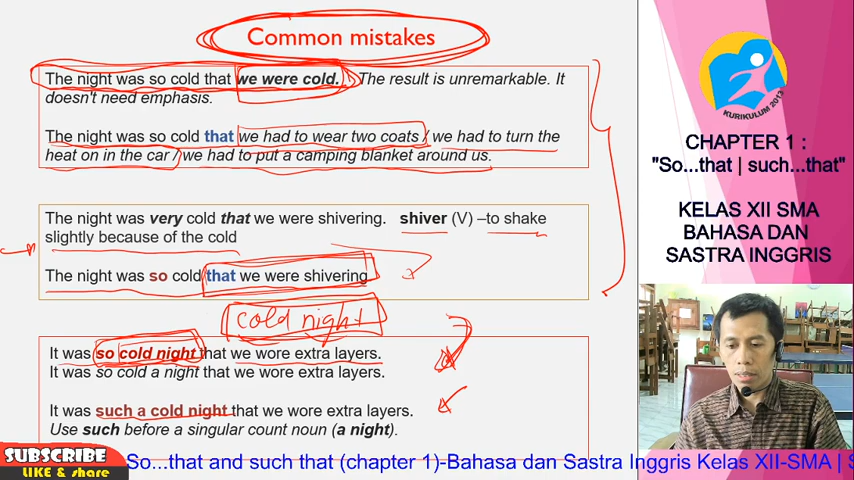 Common mistakes
The night was so cold that we were cold. The result is unremarkable. It
doesn't need emphasis.
The night was so cold that we had to wear two coats / we had to turn the
heat on in the car / we had to put a camping blanket around us.
The night was very cold that we were shivering. shiver (V) –to shake
slightly because of the cold
The night was so cold that we were shivering.
cold night
It was so cold night that we wore extra layers.
It was so cold a night that we wore extra layers.
It was such a cold night that we wore extra layers.
Use such before a singular count noun (a night).
KURIKULUM 2013
CHAPTER 1 :
"So...that | such...that"
KELAS XII SMA
BAHASA DAN
SASTRA INGGRIS
SUBSCRIBE
LIKE & share
So...that and such that (chapter 1)-Bahasa dan Sastra Inggris Kelas XII-SMA | S